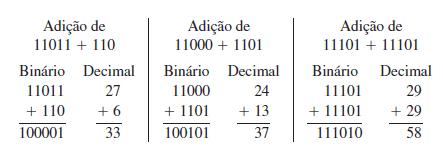 Adição de Adição de Adição de
11011 + 110 11000 + 1101 11101 + 11101
Binário Decimal Binário Decimal Binário Decimal
11011 27 11000 24 11101 29
+ 110 + 6 + 1101 + 13 + 11101 + 29
100001 33 100101 37 111010 58